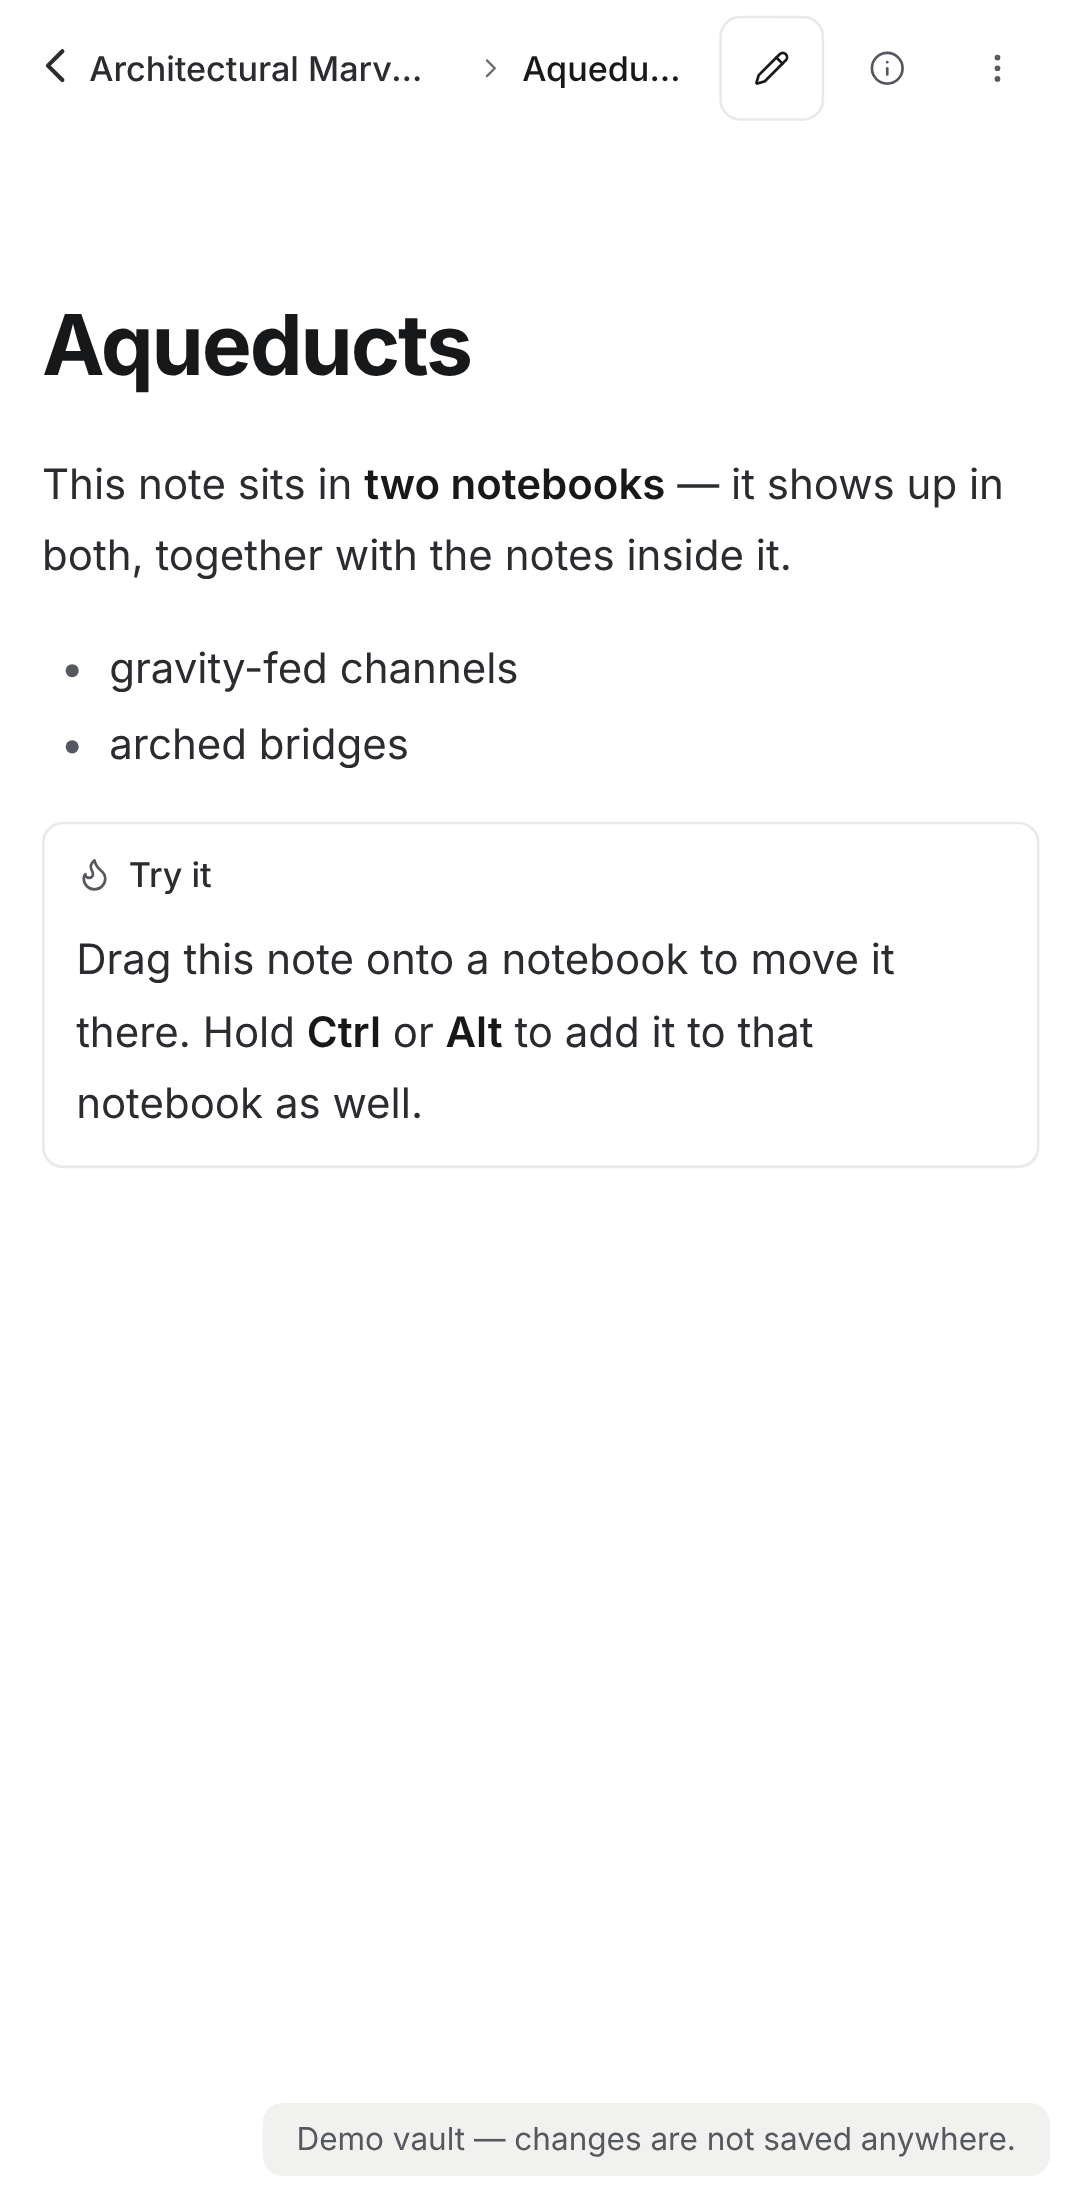 Architectural Marv... Aquedu...
Aqueducts
This note sits in two notebooks — it shows up in
both, together with the notes inside it.
• gravity-fed channels
• arched bridges
Try it
Drag this note onto a notebook to move it
there. Hold Ctrl or Alt to add it to that
notebook as well.
Demo vault — changes are not saved anywhere.